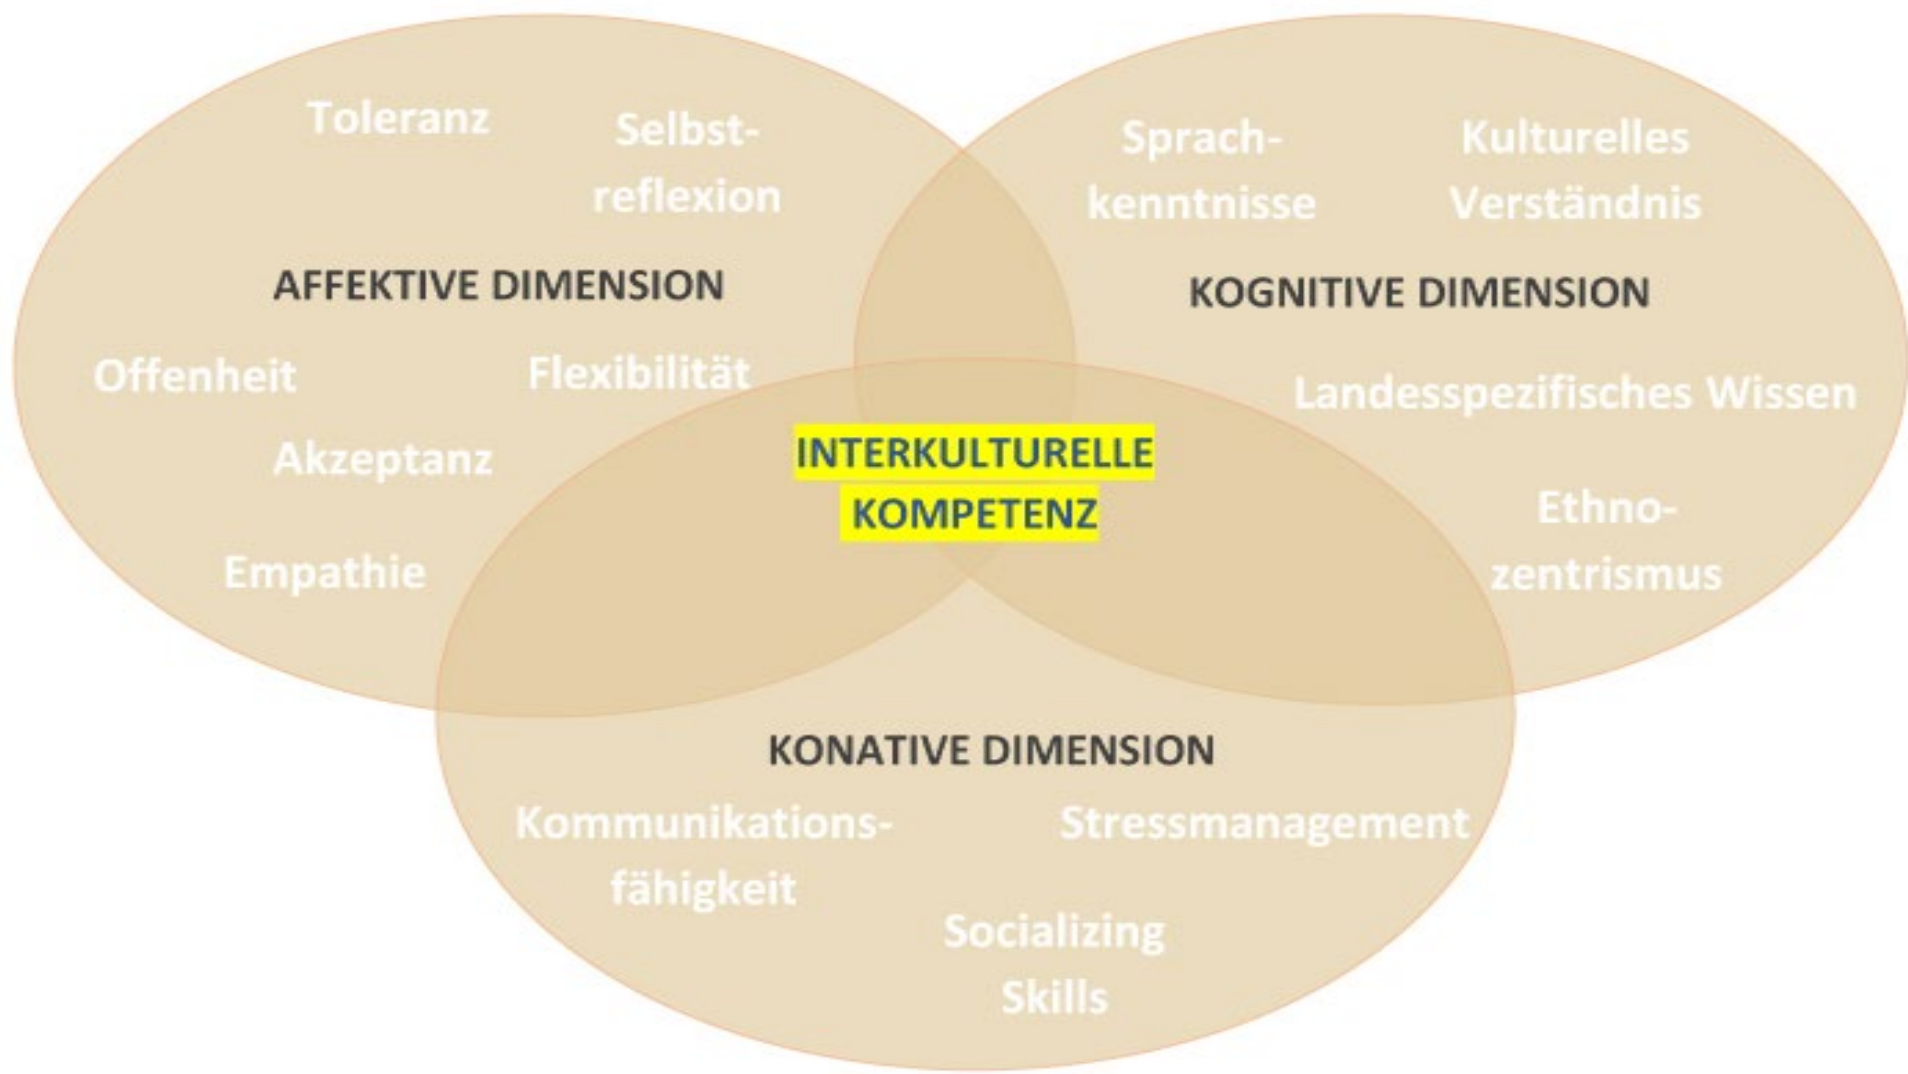 Toleranz
Selbst-
reflexion
AFFEKTIVE DIMENSION
Offenheit
Flexibilität
Akzeptanz
Empathie
Sprach-
kenntnisse
Kulturelles
Verständnis
KOGNITIVE DIMENSION
Landesspezifisches Wissen
Ethno-
zentrismus
INTERKULTURELLE
KOMPETENZ
KONATIVE DIMENSION
Kommunikations-
fähigkeit
Stressmanagement
Socializing
Skills